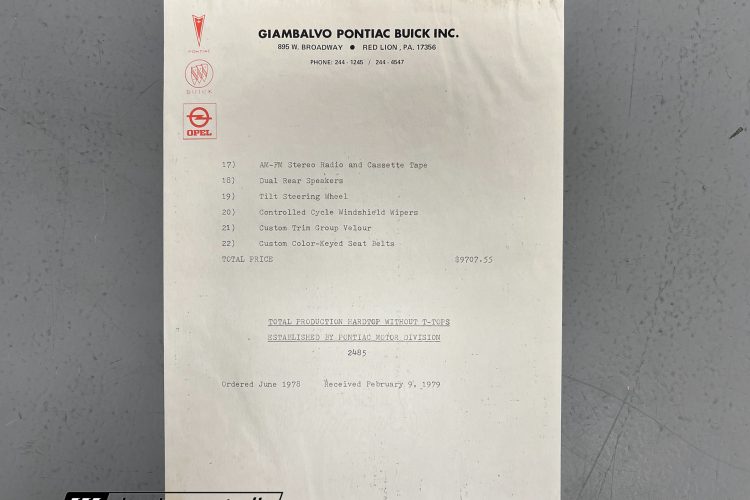 GIAMBALVO PONTIAC BUICK INC.
895 W. BROADWAY ● RED LION, PA. 17356
PHONE: 244 - 1245 / 244 - 4547
PONTIAC
BUICK
OPEL
17) AM-FM Stereo Radio and Cassette Tape
18) Dual Rear Speakers
19) Tilt Steering Wheel
20) Controlled Cycle Windshield Wipers
21) Custom Trim Group Velour
22) Custom Color-Keyed Seat Belts
TOTAL PRICE $9707.55
TOTAL PRODUCTION HARDTOP WITHOUT T-TOPS
ESTABLISHED BY PONTIAC MOTOR DIVISION
2485
Ordered June 1978 Received February 9, 1979